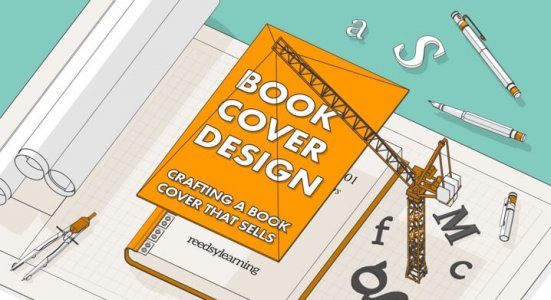 a
S
BOOK
COVER
DESIGN
CRAFTING A BOOK
COVER THAT SELLS
reedsylearning
f
M
c
g